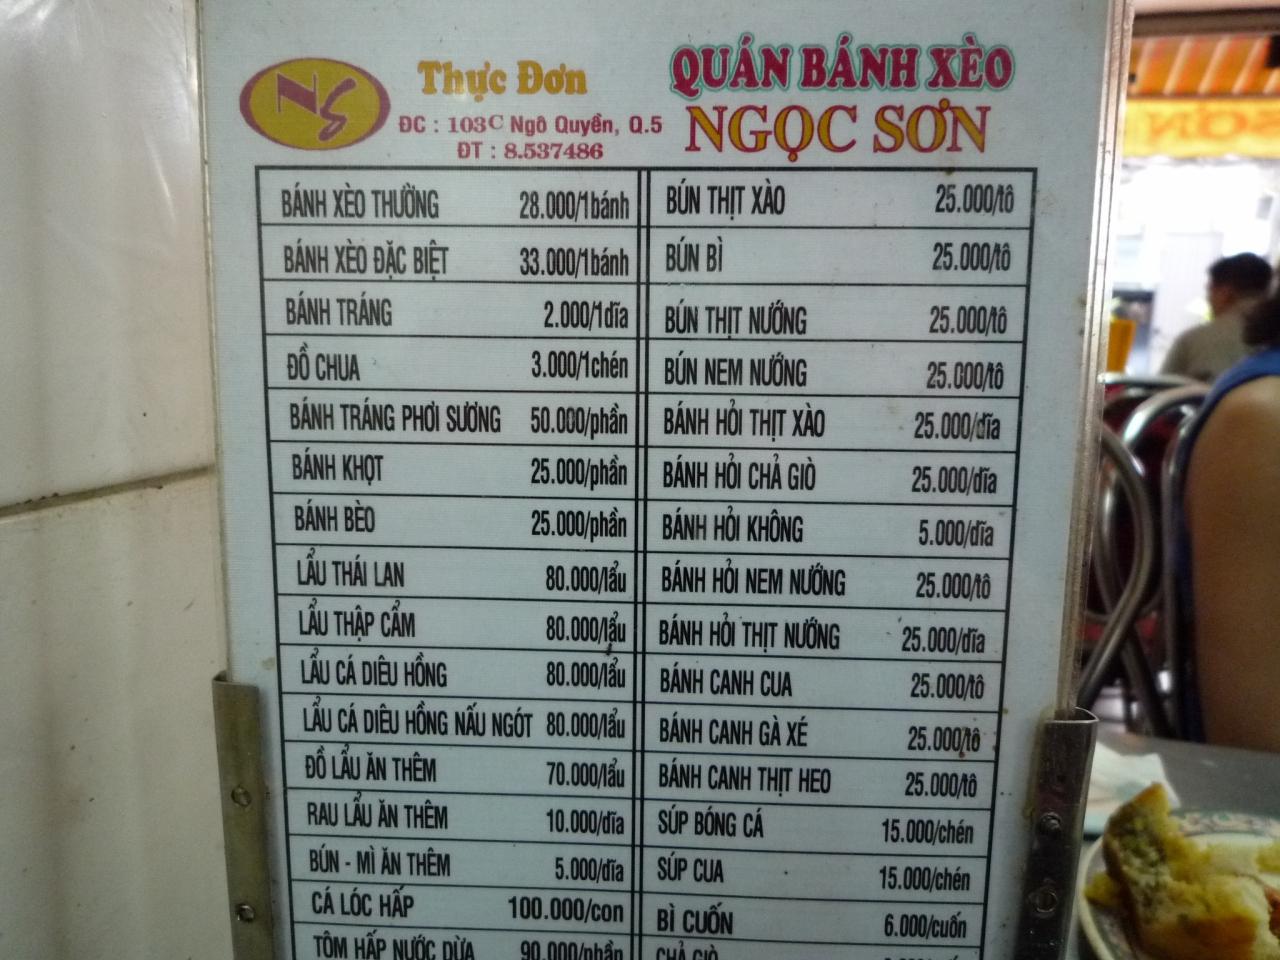 NS
Thực Đơn
ĐC : 103C Ngô Quyền, Q.5
ĐT : 8.537486
QUÁN BÁNH XÈO
NGỌC SƠN
BÁNH XÈO THƯỜNG 28.000/1bánh
BÁNH XÈO ĐẶC BIỆT 33.000/1bánh
BÁNH TRÁNG 2.000/1dĩa
ĐỒ CHUA 3.000/1chén
BÁNH TRÁNG PHƠI SƯƠNG 50.000/phần
BÁNH KHỌT 25.000/phần
BÁNH BÈO 25.000/phần
LẨU THÁI LAN 80.000/lẩu
LẨU THẬP CẨM 80.000/lẩu
LẨU CÁ DIÊU HỒNG 80.000/lẩu
LẨU CÁ DIÊU HỒNG NẤU NGÓT 80.000/lẩu
ĐỒ LẨU ĂN THÊM 70.000/lẩu
RAU LẨU ĂN THÊM 10.000/dĩa
BÚN - MÌ ĂN THÊM 5.000/dĩa
CÁ LÓC HẤP 100.000/con
TÔM HẤP NƯỚC DỪA 90.000/phần
BÚN THỊT XÀO 25.000/tô
BÚN BÌ 25.000/tô
BÚN THỊT NƯỚNG 25.000/tô
BÚN NEM NƯỚNG 25.000/tô
BÁNH HỎI THỊT XÀO 25.000/dĩa
BÁNH HỎI CHẢ GIÒ 25.000/dĩa
BÁNH HỎI KHÔNG 5.000/dĩa
BÁNH HỎI NEM NƯỚNG 25.000/tô
BÁNH HỎI THỊT NƯỚNG 25.000/dĩa
BÁNH CANH CUA 25.000/tô
BÁNH CANH GÀ XÉ 25.000/tô
BÁNH CANH THỊT HEO 25.000/tô
SÚP BÓNG CÁ 15.000/chén
SÚP CUA 15.000/chén
BÌ CUỐN 6.000/cuốn
CHẢ GIÒ